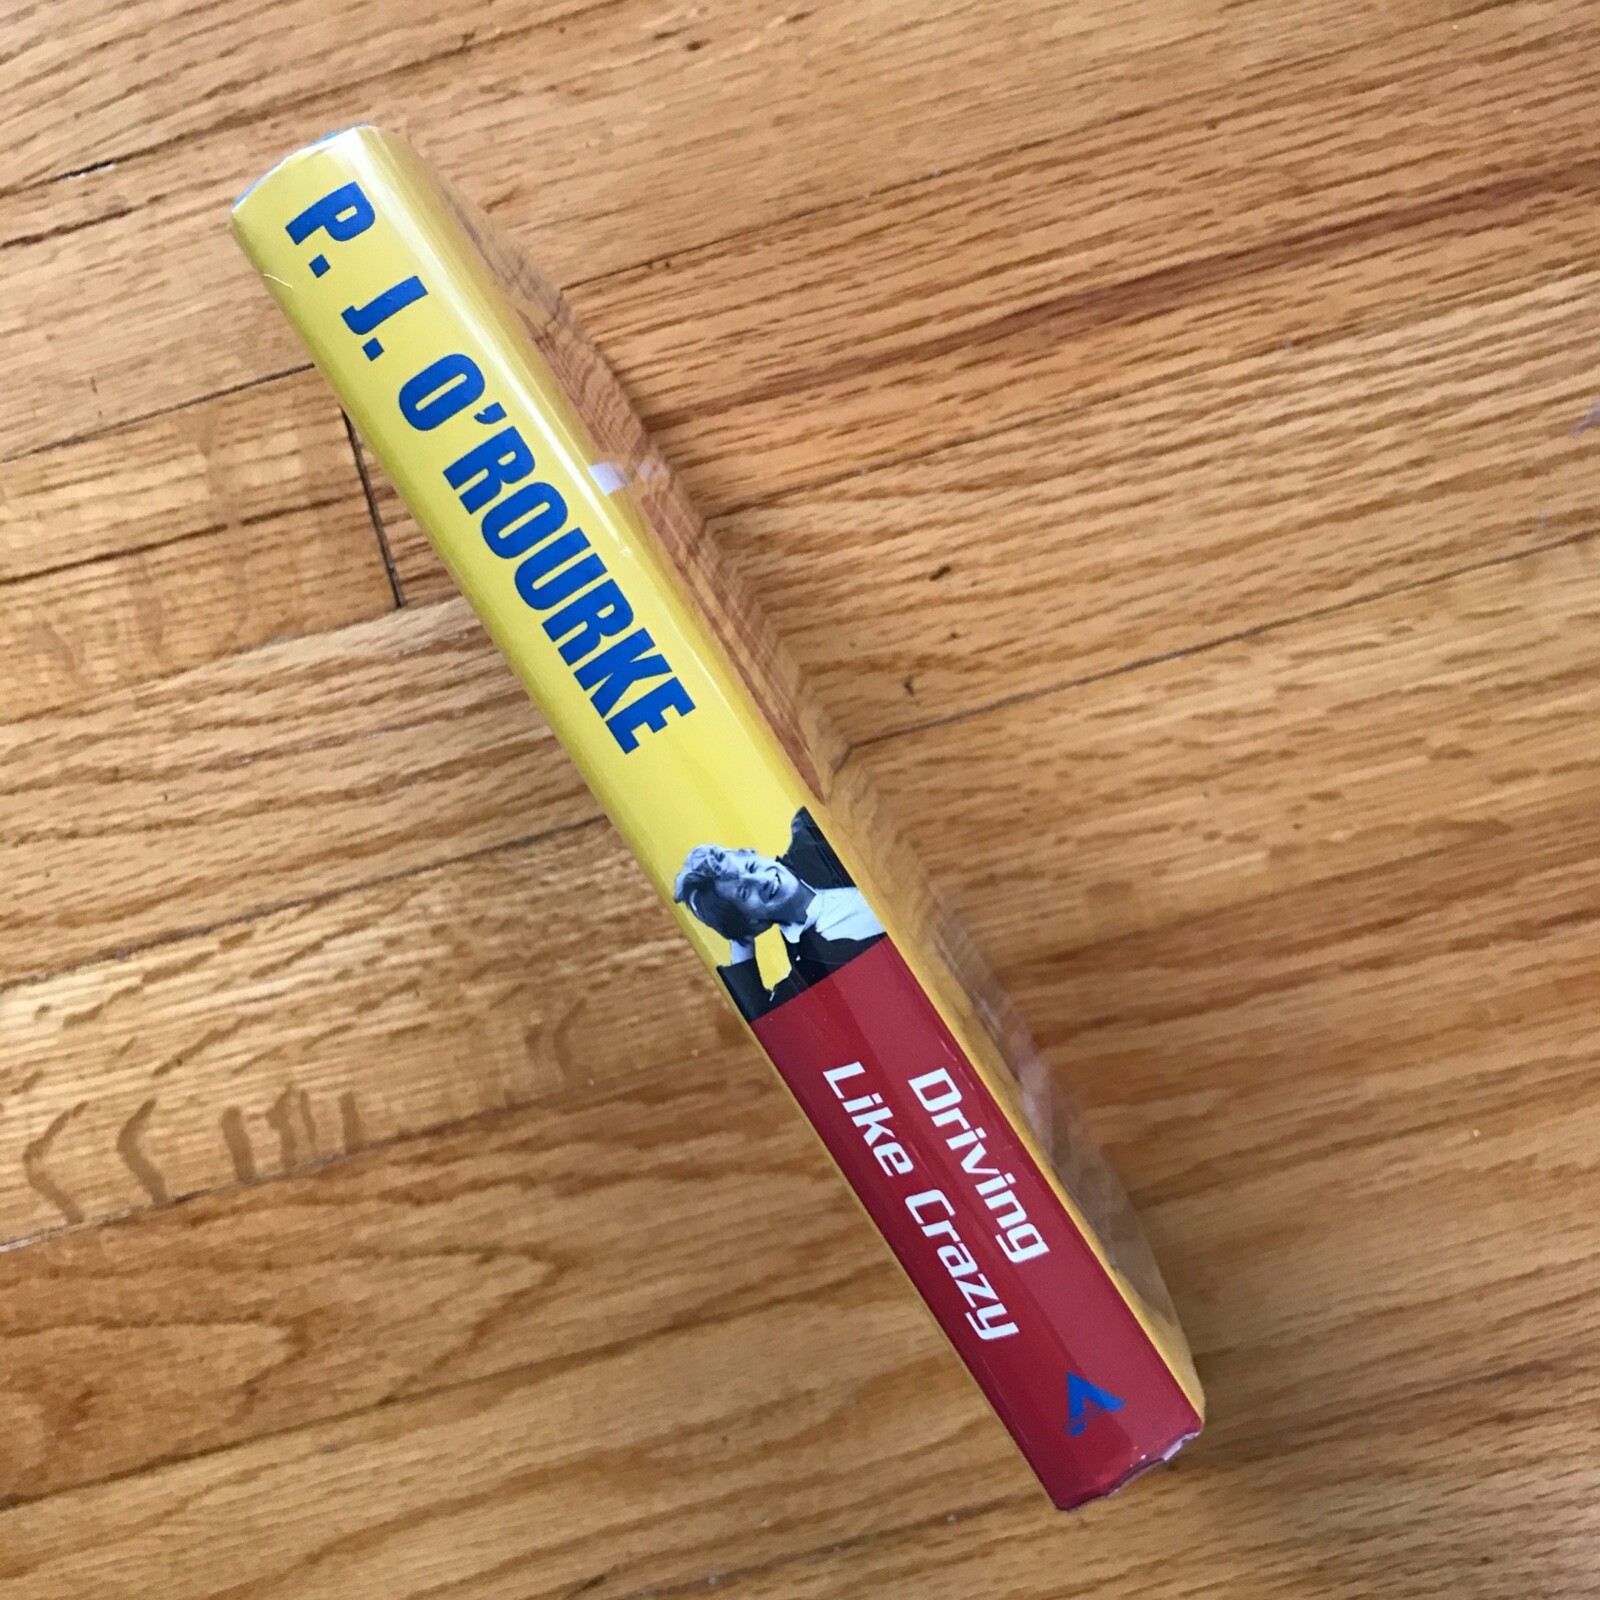 P. J. O'ROURKE
Driving
Like Crazy